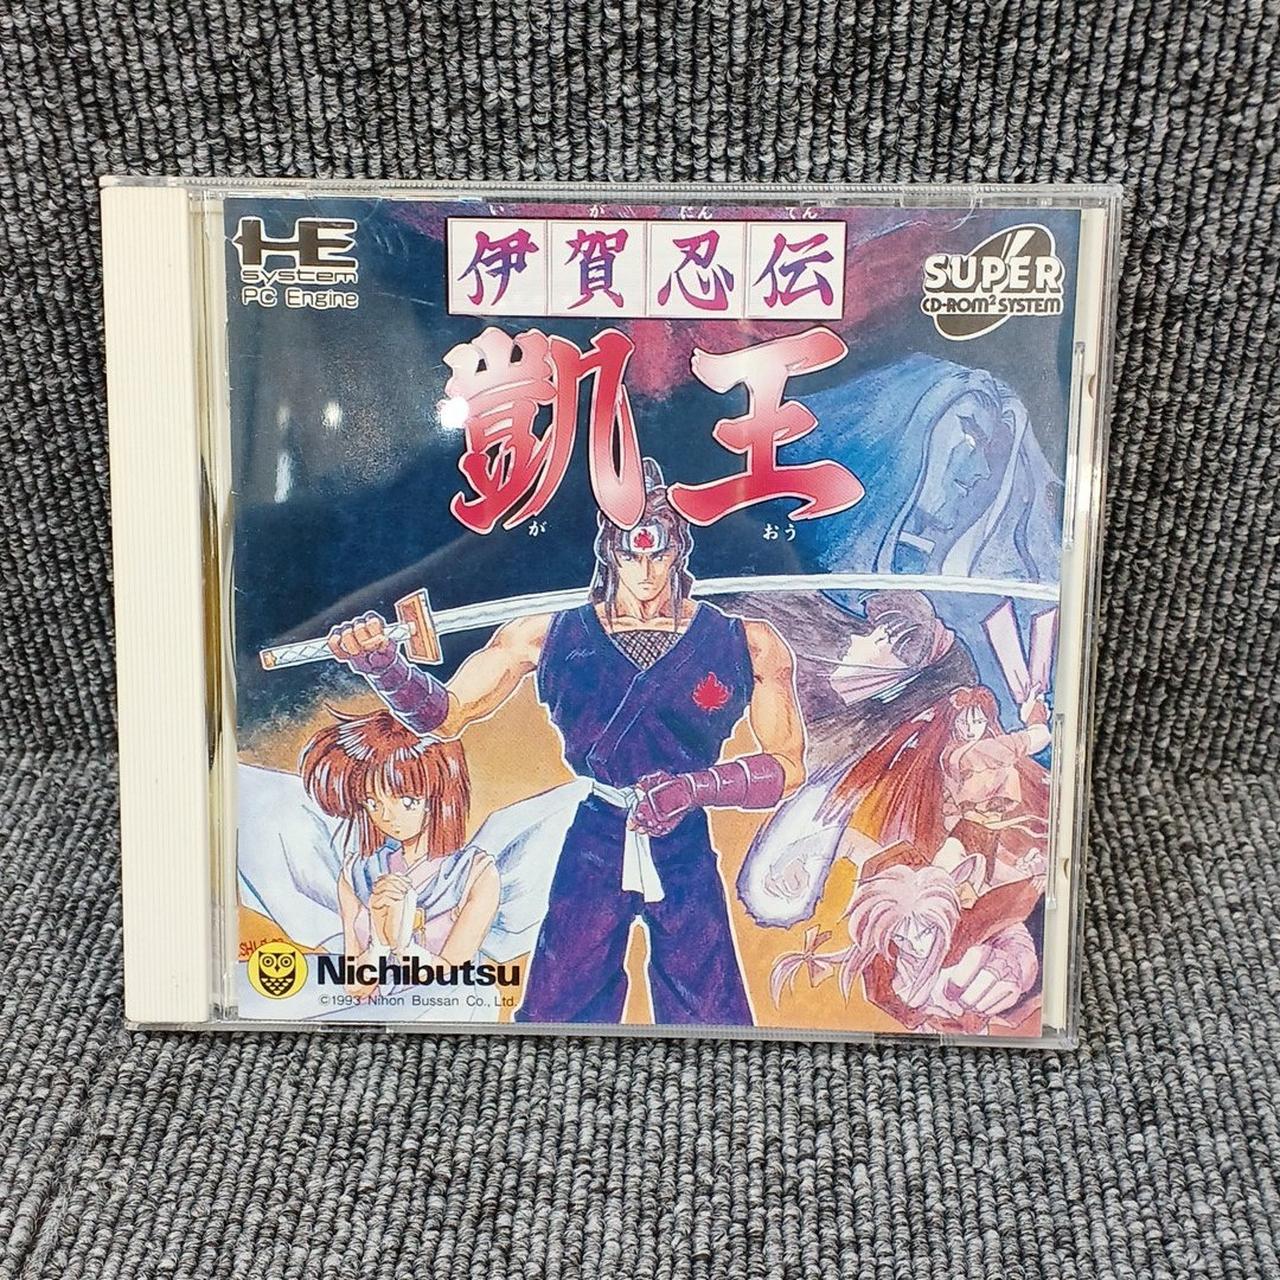 い が にん でん
伊賀忍伝
凱王
が おう
HE
system
PC Engine
SUPER
CD-ROM² SYSTEM
Nichibutsu
©1993 Nihon Bussan Co., Ltd.